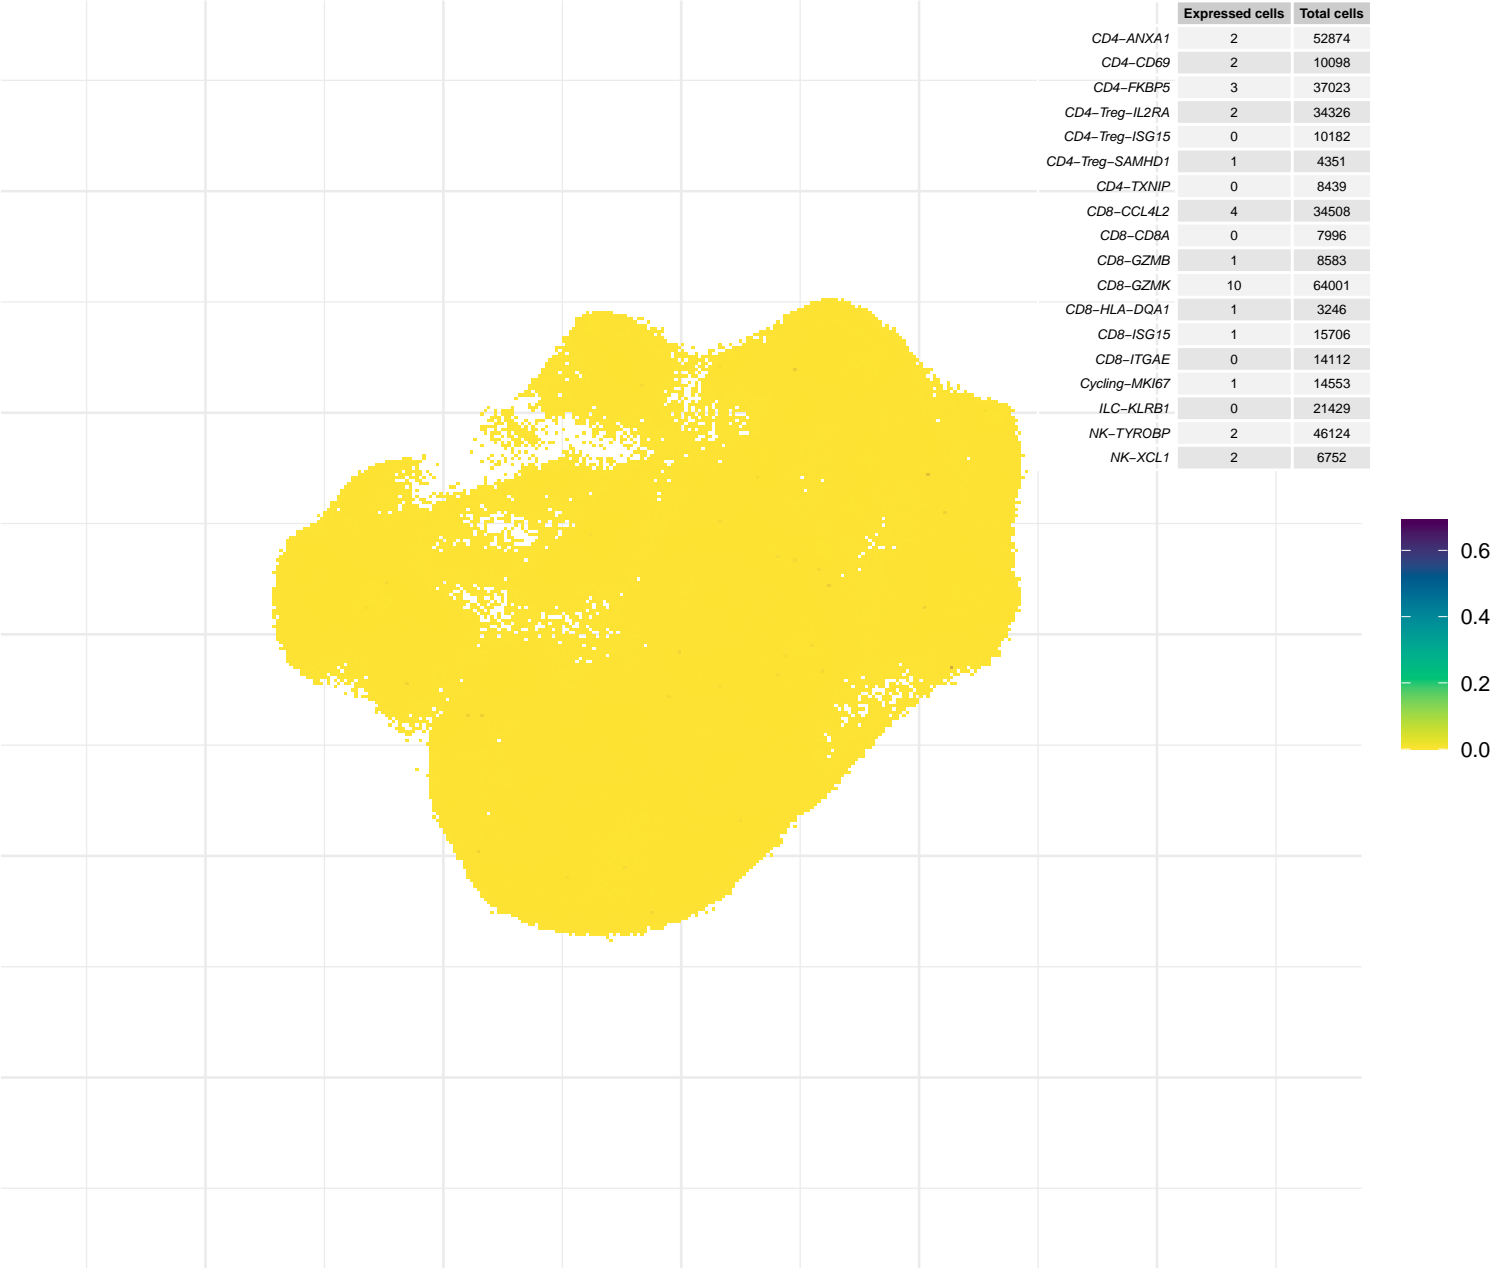 Expressed cells Total cells
CD4−ANXA1 2 52874
CD4−CD69 2 10098
CD4−FKBP5 3 37023
CD4−Treg−IL2RA 2 34326
CD4−Treg−ISG15 0 10182
CD4−Treg−SAMHD1 1 4351
CD4−TXNIP 0 8439
CD8−CCL4L2 4 34508
CD8−CD8A 0 7996
CD8−GZMB 1 8583
CD8−GZMK 10 64001
CD8−HLA−DQA1 1 3246
CD8−ISG15 1 15706
CD8−ITGAE 0 14112
Cycling−MKI67 1 14553
ILC−KLRB1 0 21429
NK−TYROBP 2 46124
NK−XCL1 2 6752
0.6
0.4
0.2
0.0